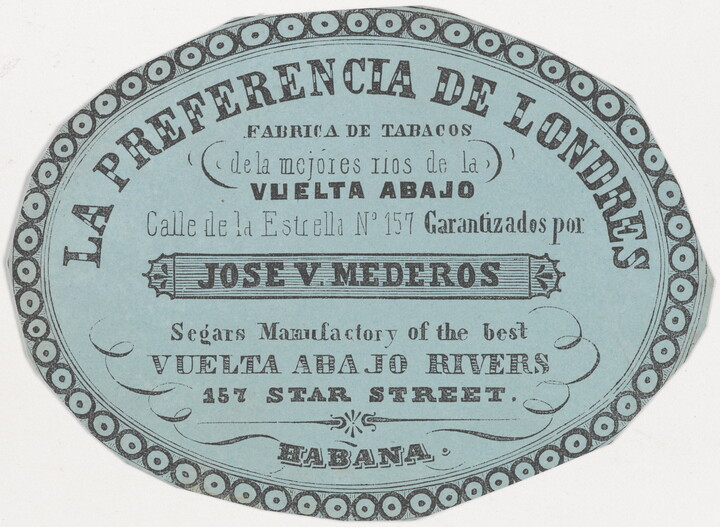 LA PREFERENCIA DE LONDRES
FABRICA DE TABACOS
de la mejóres rios de la
VUELTA ABAJO
Calle de la Estrella Nº 157 Garantizados por
JOSE V. MEDEROS
Segars Manufactory of the best
VUELTA ABAJO RIVERS
157 STAR STREET.
HABANA.